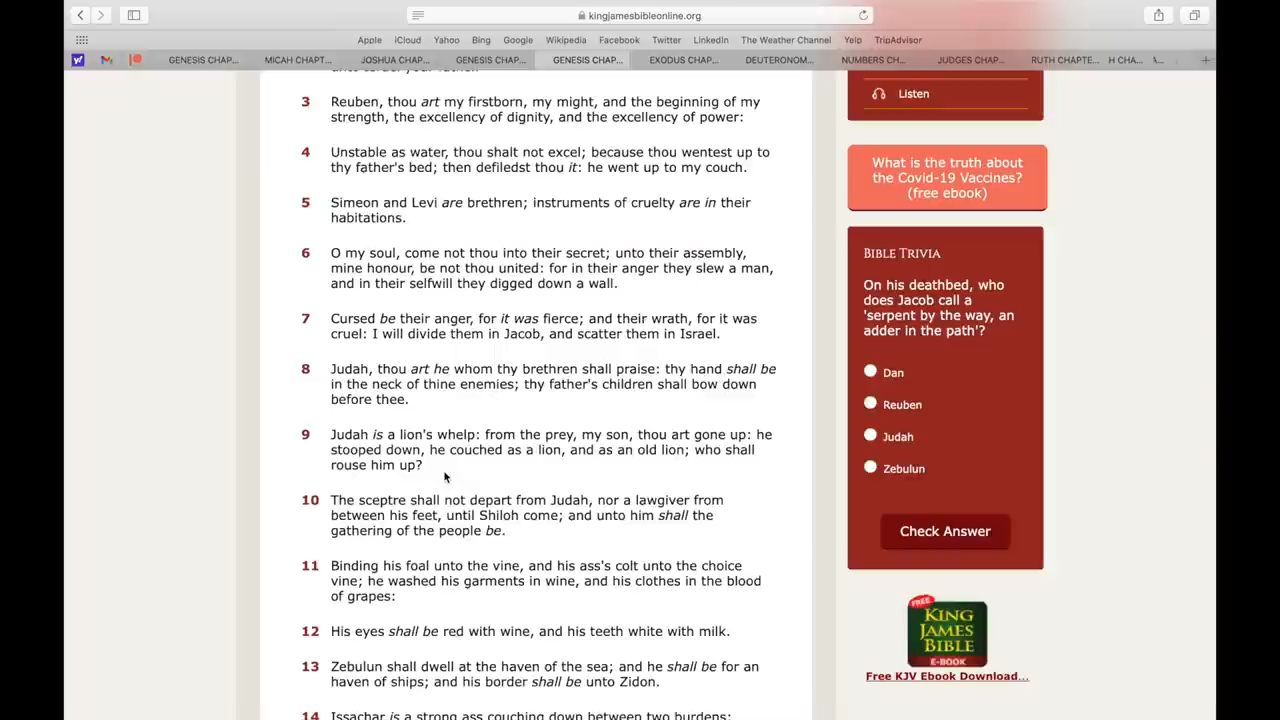 kingjamesbibleonline.org
Apple iCloud Yahoo Bing Google Wikipedia Facebook Twitter LinkedIn The Weather Channel Yelp TripAdvisor
GENESIS CHAP... MICAH CHAPT... JOSHUA CHAP... GENESIS CHAP... GENESIS CHAP... EXODUS CHAP... DEUTERONOM... NUMBERS CH... JUDGES CHAP... RUTH CHAPTE... H CHA...
3 Reuben, thou art my firstborn, my might, and the beginning of my
strength, the excellency of dignity, and the excellency of power:
4 Unstable as water, thou shalt not excel; because thou wentest up to
thy father's bed; then defiledst thou it: he went up to my couch.
5 Simeon and Levi are brethren; instruments of cruelty are in their
habitations.
6 O my soul, come not thou into their secret; unto their assembly,
mine honour, be not thou united: for in their anger they slew a man,
and in their selfwill they digged down a wall.
7 Cursed be their anger, for it was fierce; and their wrath, for it was
cruel: I will divide them in Jacob, and scatter them in Israel.
8 Judah, thou art he whom thy brethren shall praise: thy hand shall be
in the neck of thine enemies; thy father's children shall bow down
before thee.
9 Judah is a lion's whelp: from the prey, my son, thou art gone up: he
stooped down, he couched as a lion, and as an old lion; who shall
rouse him up?
10 The sceptre shall not depart from Judah, nor a lawgiver from
between his feet, until Shiloh come; and unto him shall the
gathering of the people be.
11 Binding his foal unto the vine, and his ass's colt unto the choice
vine; he washed his garments in wine, and his clothes in the blood
of grapes:
12 His eyes shall be red with wine, and his teeth white with milk.
13 Zebulun shall dwell at the haven of the sea; and he shall be for an
haven of ships; and his border shall be unto Zidon.
14 Issachar is a strong ass couching down between two burdens:
Listen
What is the truth about
the Covid-19 Vaccines?
(free ebook)
BIBLE TRIVIA
On his deathbed, who
does Jacob call a
'serpent by the way, an
adder in the path'?
Dan
Reuben
Judah
Zebulun
Check Answer
FREE
KING
JAMES
BIBLE
E-BOOK
Free KJV Ebook Download...